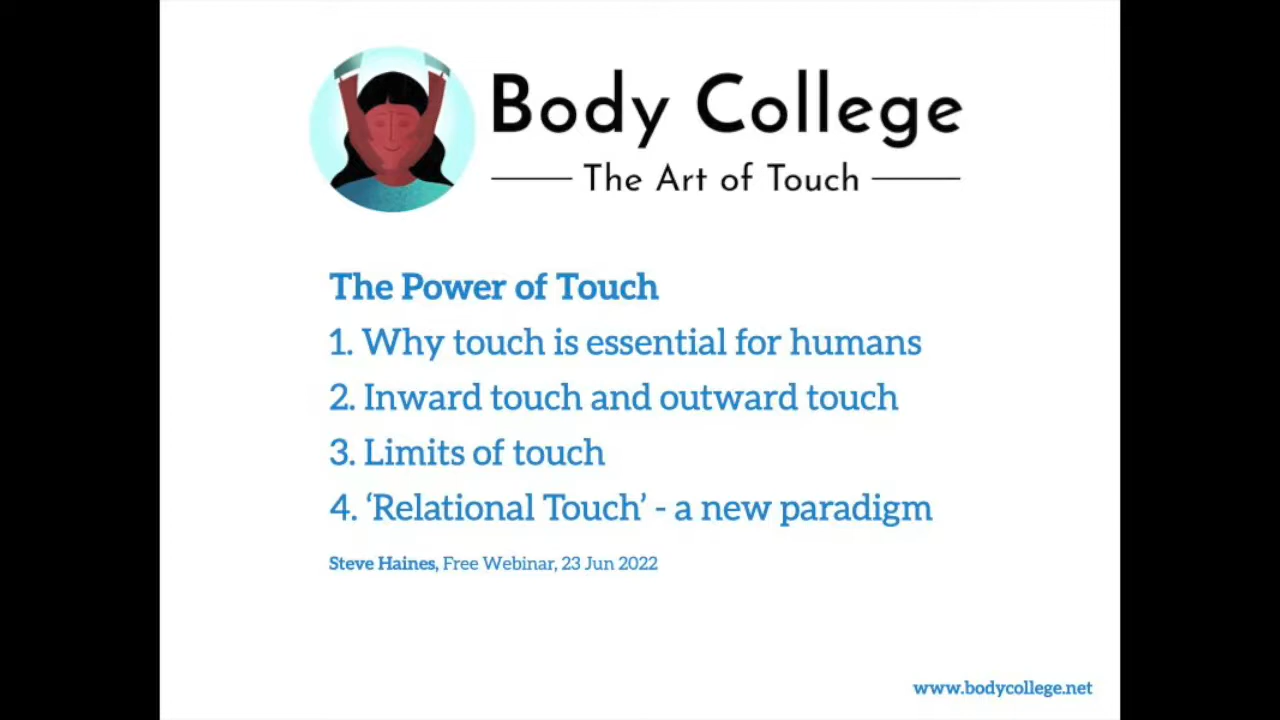 Body College
The Art of Touch
The Power of Touch
1. Why touch is essential for humans
2. Inward touch and outward touch
3. Limits of touch
4. ‘Relational Touch’ - a new paradigm
Steve Haines, Free Webinar, 23 Jun 2022
www.bodycollege.net